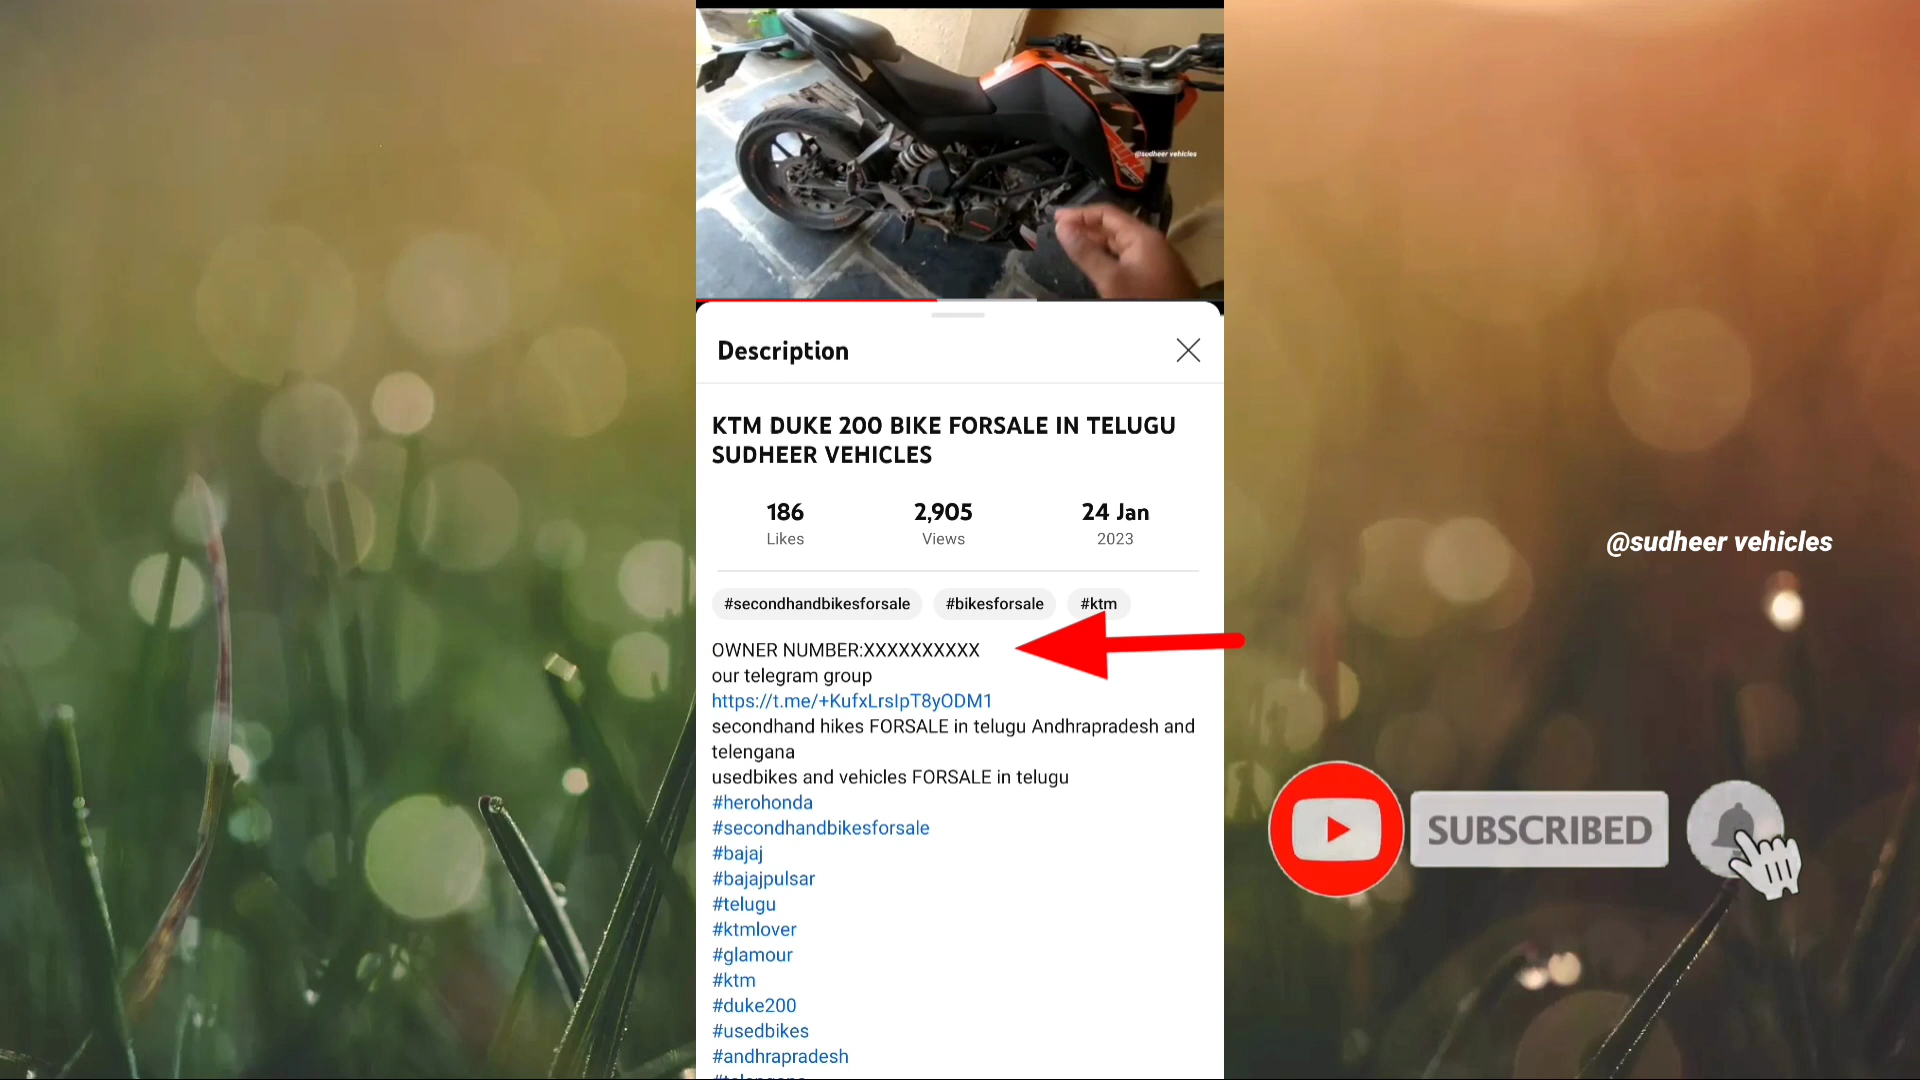 @sudheer vehicles
Description
KTM DUKE 200 BIKE FORSALE IN TELUGU
SUDHEER VEHICLES
186
2,905
24 Jan
Likes
Views
2023
#secondhandbikesforsale
#bikesforsale
#ktm
OWNER NUMBER:XXXXXXXXXX
our telegram group
https://t.me/+KufxLrsIpT8yODM1
secondhand hikes FORSALE in telugu Andhrapradesh and
telengana
usedbikes and vehicles FORSALE in telugu
#herohonda
#secondhandbikesforsale
#bajaj
#bajajpulsar
#telugu
#ktmlover
#glamour
#ktm
#duke200
#usedbikes
#andhrapradesh
@sudheer vehicles
SUBSCRIBED